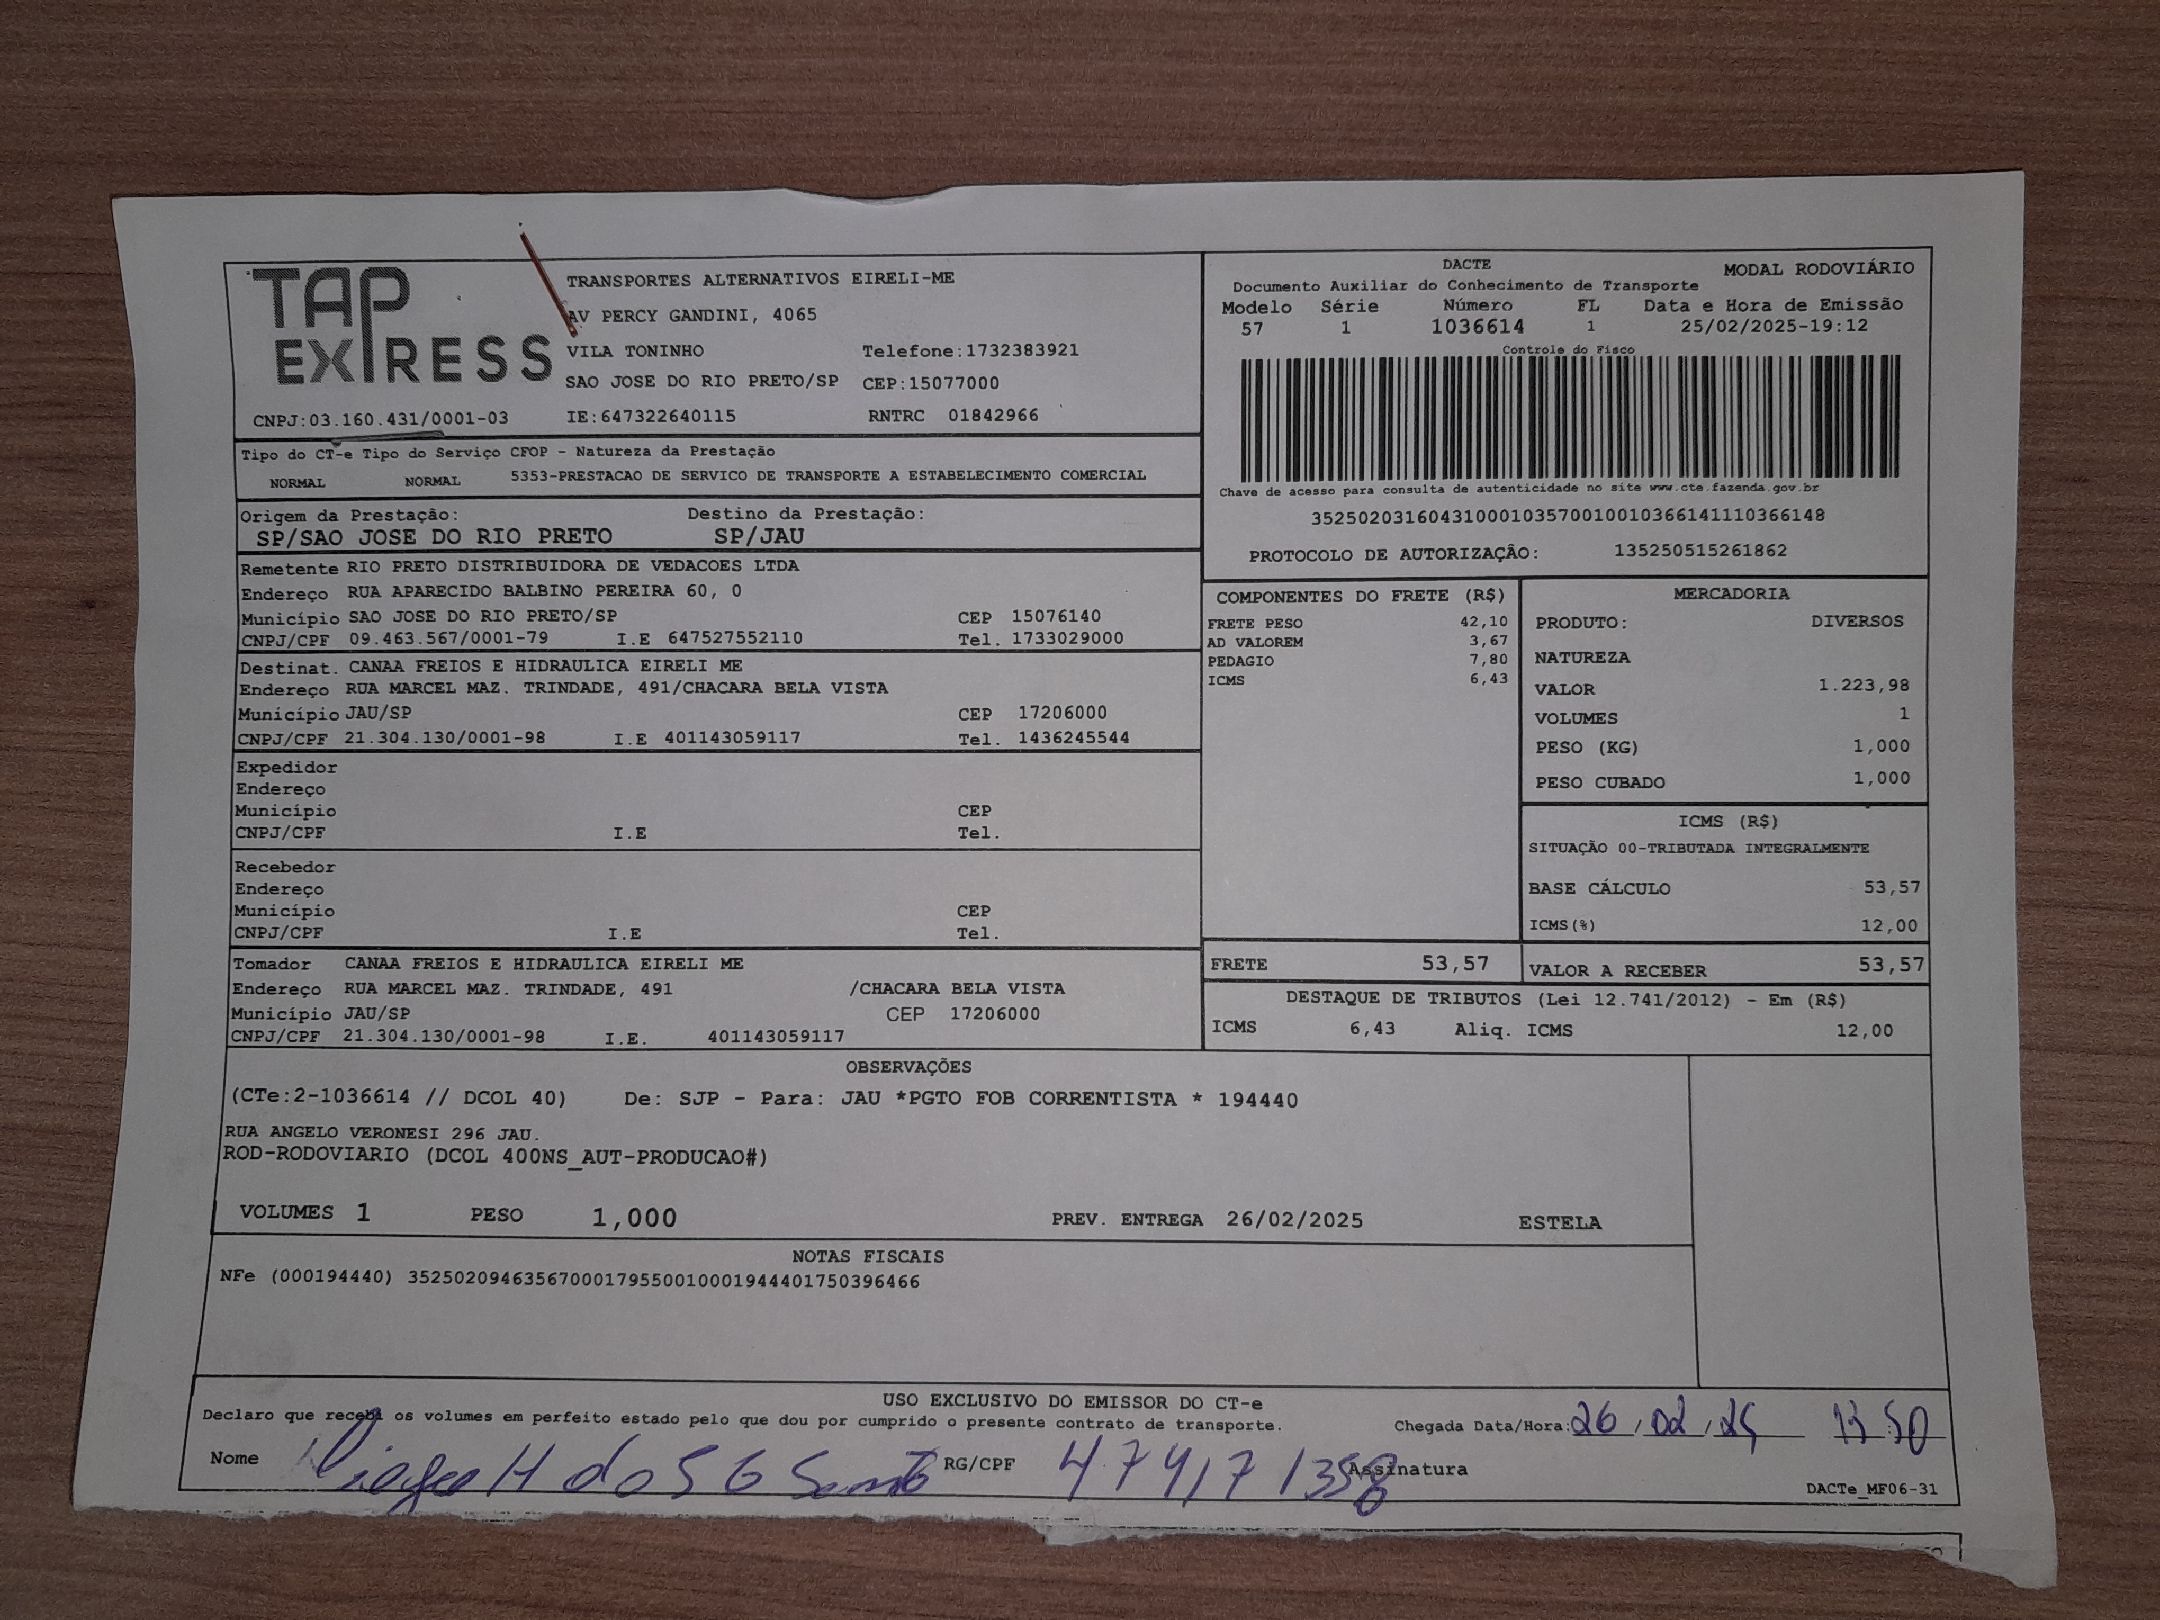 TAP EXPRESS
TRANSPORTES ALTERNATIVOS EIRELI-ME
AV PERCY GANDINI, 4065
VILA TONINHO Telefone:1732383921
SAO JOSE DO RIO PRETO/SP CEP:15077000
CNPJ:03.160.431/0001-03 IE:647322640115 RNTRC 01842966
DACTE MODAL RODOVIÁRIO
Documento Auxiliar do Conhecimento de Transporte
Modelo Série Número FL Data e Hora de Emissão
57 1 1036614 1 25/02/2025-19:12
Controle do Fisco
Chave de acesso para consulta de autenticidade no site www.cte.fazenda.gov.br
35250203160431000103570010010366141110366148
PROTOCOLO DE AUTORIZAÇÂO: 135250515261862
Tipo do CT-e Tipo do Serviço CFOP - Natureza da Prestação
NORMAL NORMAL 5353-PRESTACAO DE SERVICO DE TRANSPORTE A ESTABELECIMENTO COMERCIAL
Origem da Prestação: Destino da Prestação:
SP/SAO JOSE DO RIO PRETO SP/JAU
Remetente RIO PRETO DISTRIBUIDORA DE VEDACOES LTDA
Endereço RUA APARECIDO BALBINO PEREIRA 60, 0
Município SAO JOSE DO RIO PRETO/SP CEP 15076140
CNPJ/CPF 09.463.567/0001-79 I.E 647527552110 Tel. 1733029000
Destinat. CANAA FREIOS E HIDRAULICA EIRELI ME
Endereço RUA MARCEL MAZ. TRINDADE, 491/CHACARA BELA VISTA
Município JAU/SP CEP 17206000
CNPJ/CPF 21.304.130/0001-98 I.E 401143059117 Tel. 1436245544
Expedidor
Endereço
Município CEP
CNPJ/CPF I.E Tel.
Recebedor
Endereço
Município CEP
CNPJ/CPF I.E Tel.
Tomador CANAA FREIOS E HIDRAULICA EIRELI ME
Endereço RUA MARCEL MAZ. TRINDADE, 491 /CHACARA BELA VISTA
Município JAU/SP CEP 17206000
CNPJ/CPF 21.304.130/0001-98 I.E. 401143059117
COMPONENTES DO FRETE (R$)
FRETE PESO 42,10
AD VALOREM 3,67
PEDAGIO 7,80
ICMS 6,43
MERCADORIA
PRODUTO: DIVERSOS
NATUREZA
VALOR 1.223,98
VOLUMES 1
PESO (KG) 1,000
PESO CUBADO 1,000
ICMS (R$)
SITUAÇÃO 00-TRIBUTADA INTEGRALMENTE
BASE CÁLCULO 53,57
ICMS(%) 12,00
FRETE 53,57 VALOR A RECEBER 53,57
DESTAQUE DE TRIBUTOS (Lei 12.741/2012) - Em (R$)
ICMS 6,43 Aliq. ICMS 12,00
OBSERVAÇÕES
(CTe:2-1036614 // DCOL 40) De: SJP - Para: JAU *PGTO FOB CORRENTISTA * 194440
RUA ANGELO VERONESI 296 JAU.
ROD-RODOVIARIO (DCOL 400NS_AUT-PRODUCAO#)
VOLUMES 1 PESO 1,000 PREV. ENTREGA 26/02/2025 ESTELA
NOTAS FISCAIS
NFe (000194440) 35250209463567000179550010001944401750396466
USO EXCLUSIVO DO EMISSOR DO CT-e
Declaro que recebi os volumes em perfeito estado pelo que dou por cumprido o presente contrato de transporte. Chegada Data/Hora: 26 02 25
Nome RG/CPF Assinatura
DACTe_MF06-31